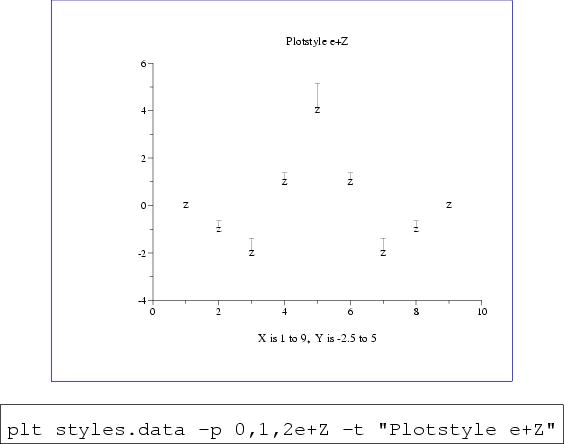 Plotstyle e+Z
6
4
2
0
-2
-4
z
z
z
z
z
z
z
z
z
0 2 4 6 8 10
X is 1 to 9, Y is -2.5 to 5
plt styles.data -p 0,1,2e+Z -t "Plotstyle e+Z"